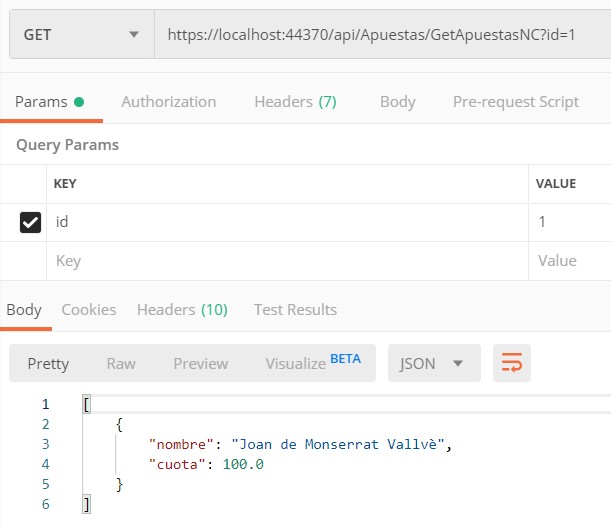 GET https://localhost:44370/api/Apuestas/GetApuestasNC?id=1
Params Authorization Headers (7) Body Pre-request Script
Query Params
KEY VALUE
id 1
Key Value
Body Cookies Headers (10) Test Results
Pretty Raw Preview Visualize BETA JSON
1 [
2 {
3 "nombre": "Joan de Monserrat Vallvè",
4 "cuota": 100.0
5 }
6 ]